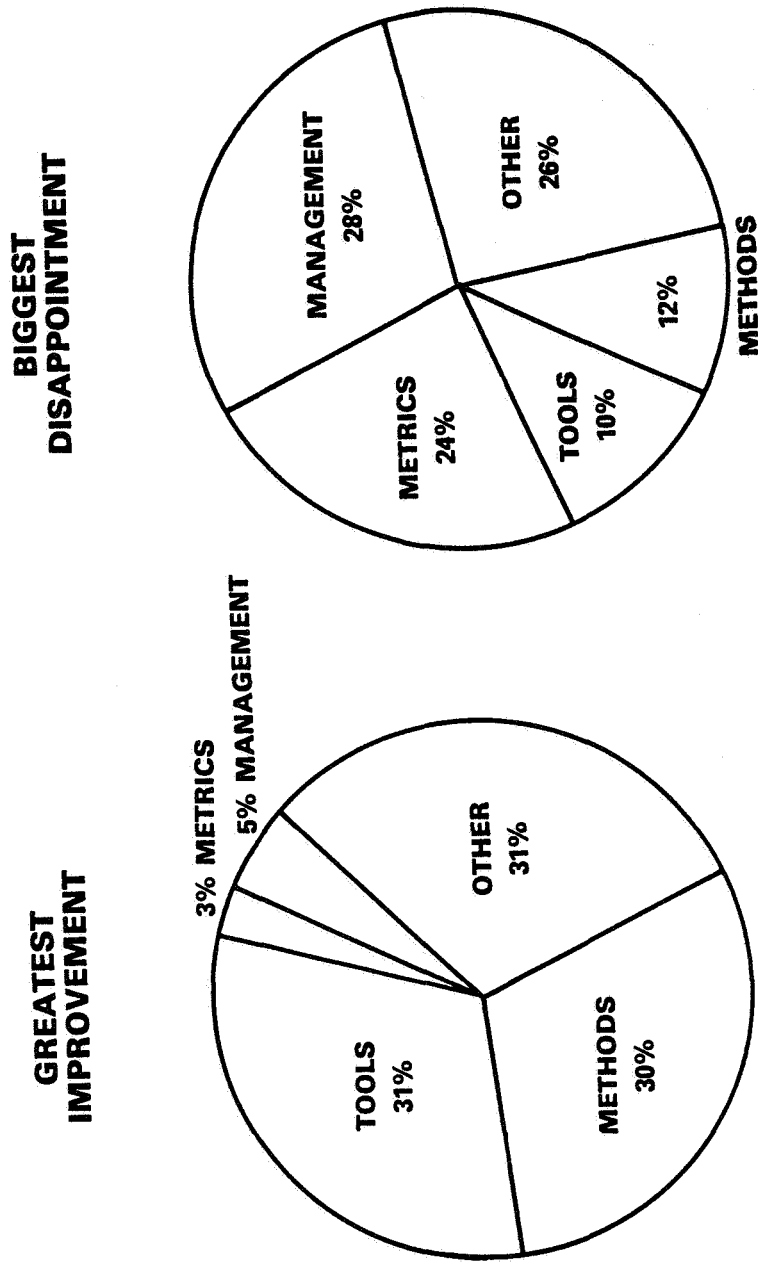 GREATEST
IMPROVEMENT
3% METRICS
5% MANAGEMENT
TOOLS
31%
OTHER
31%
METHODS
30%
BIGGEST
DISAPPOINTMENT
MANAGEMENT
28%
METRICS
24%
OTHER
26%
TOOLS
10%
12%
METHODS